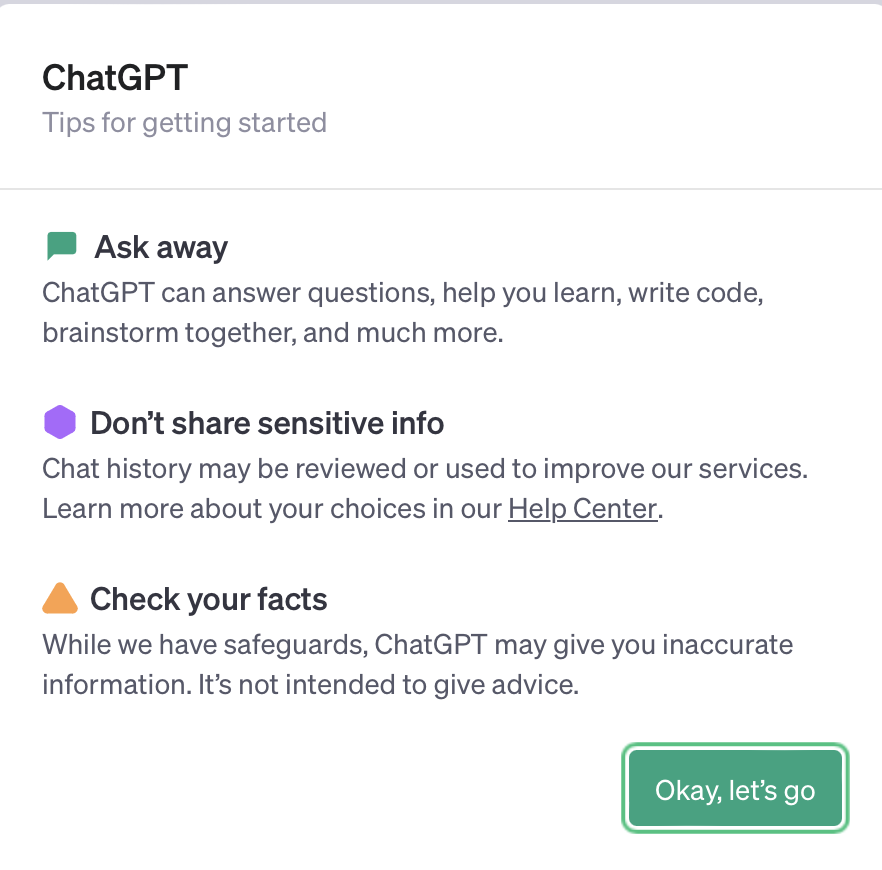 ChatGPT
Tips for getting started
Ask away
ChatGPT can answer questions, help you learn, write code,
brainstorm together, and much more.
Don’t share sensitive info
Chat history may be reviewed or used to improve our services.
Learn more about your choices in our Help Center.
Check your facts
While we have safeguards, ChatGPT may give you inaccurate
information. It’s not intended to give advice.
Okay, let’s go